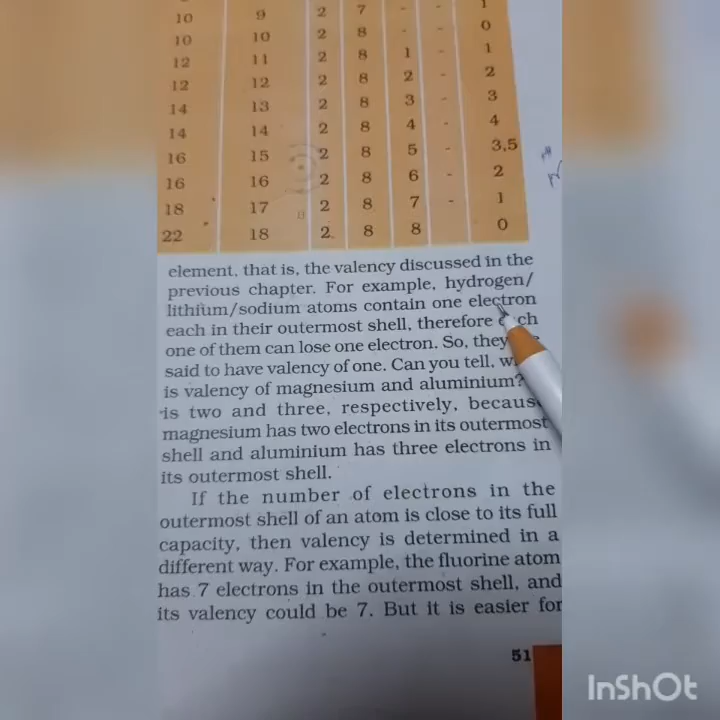 10 9 2 7 - - 1
10 10 2 8 - - 0
12 11 2 8 1 - 1
12 12 2 8 2 - 2
14 13 2 8 3 - 3
14 14 2 8 4 - 4
16 15 2 8 5 - 3,5
16 16 2 8 6 - 2
18 17 2 8 7 - 1
22 18 2 8 8 0
element, that is, the valency discussed in the
previous chapter. For example, hydrogen/
lithium/sodium atoms contain one electron
each in their outermost shell, therefore
one of them can lose one electron. So, they
said to have valency of one. Can you tell,
is valency of magnesium and aluminium?
is two and three, respectively,
magnesium has two electrons in its outermost
shell and aluminium has three electrons in
its outermost shell.
If the number of electrons in the
outermost shell of an atom is close to its full
capacity, then valency is determined in a
different way. For example, the fluorine atom
has 7 electrons in the outermost shell, and
its valency could be 7. But it is easier for
51
InShOt